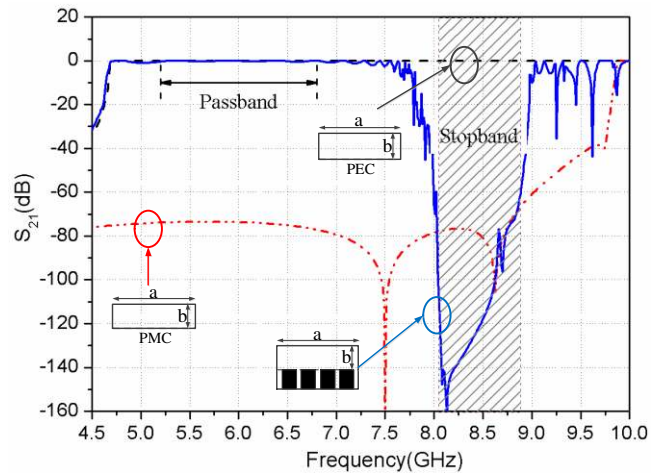 20
0
-20
-40
-60
-80
-100
-120
-140
-160
S21(dB)
Passband
Stopband
a
b
PEC
a
b
PMC
a
b
4.5 5.0 5.5 6.0 6.5 7.0 7.5 8.0 8.5 9.0 9.5 10.0
Frequency(GHz)